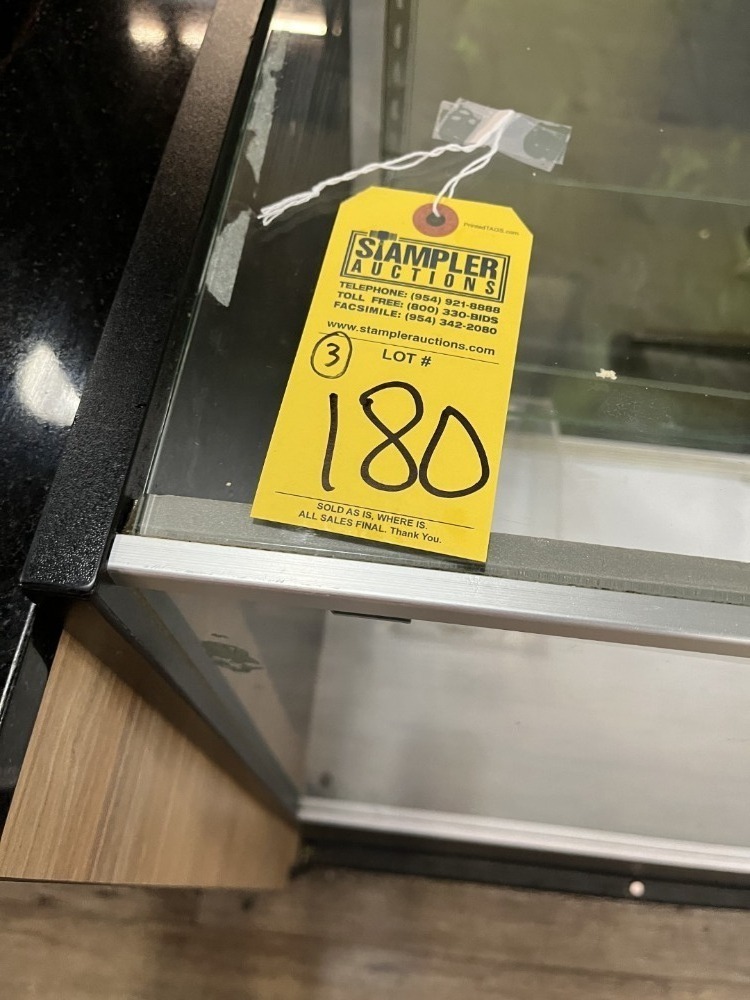 PrintedTAGS.com
STAMPLER
AUCTIONS
TELEPHONE: (954) 921-8888
TOLL FREE: (800) 330-BIDS
FACSIMILE: (954) 342-2080
www.stamplerauctions.com
3 LOT #
180
SOLD AS IS, WHERE IS.
ALL SALES FINAL. Thank You.